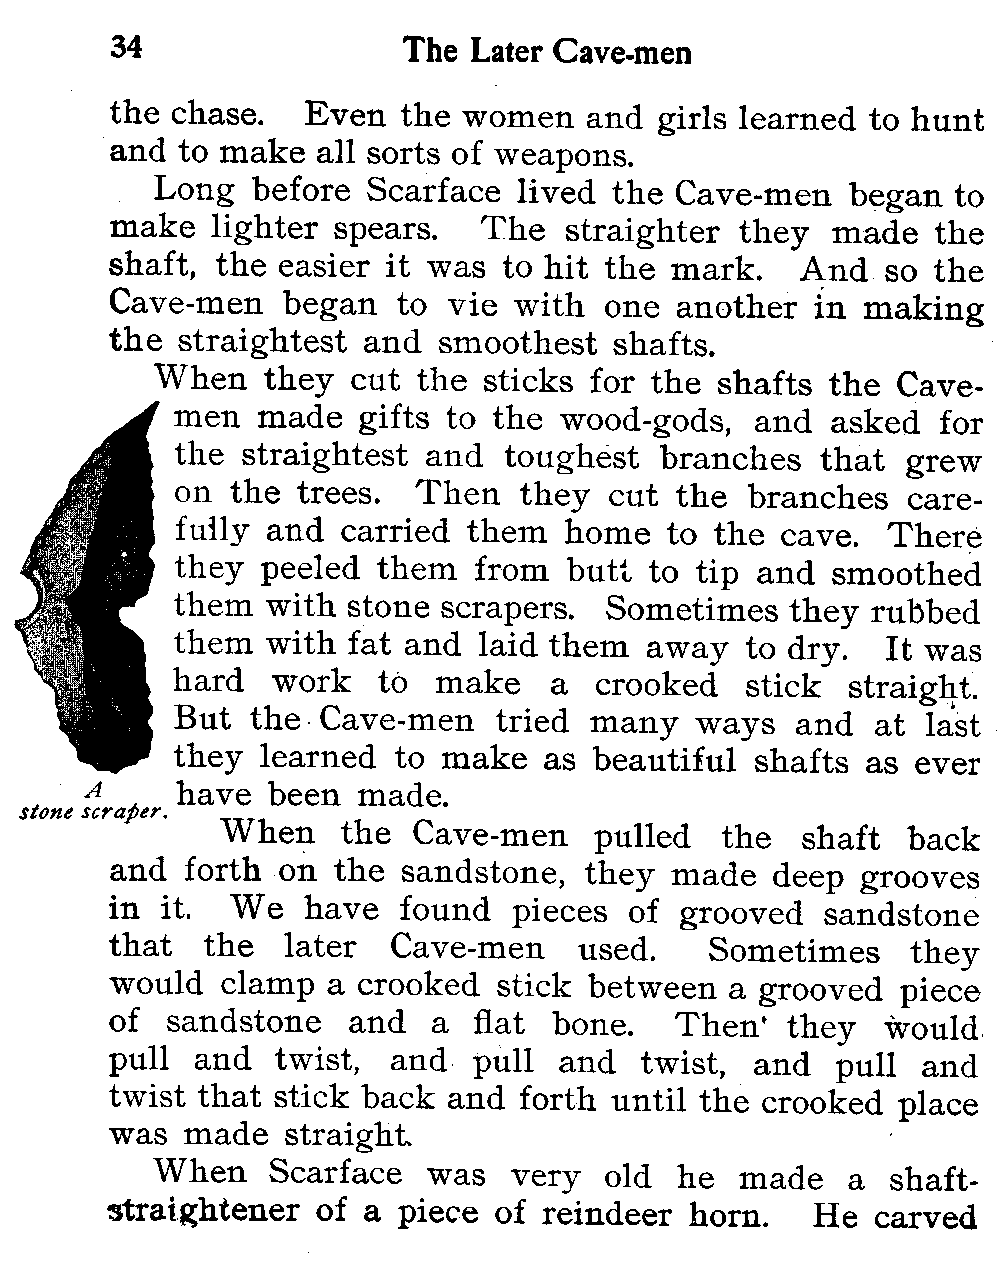 34 The Later Cave-men
the chase. Even the women and girls learned to hunt
and to make all sorts of weapons.
Long before Scarface lived the Cave-men began to
make lighter spears. The straighter they made the
shaft, the easier it was to hit the mark. And so the
Cave-men began to vie with one another in making
the straightest and smoothest shafts.
When they cut the sticks for the shafts the Cave-
men made gifts to the wood-gods, and asked for
the straightest and toughest branches that grew
on the trees. Then they cut the branches care-
fully and carried them home to the cave. There
they peeled them from butt to tip and smoothed
them with stone scrapers. Sometimes they rubbed
them with fat and laid them away to dry. It was
hard work to make a crooked stick straight.
But the Cave-men tried many ways and at last
they learned to make as beautiful shafts as ever
have been made.
A
stone scraper.
When the Cave-men pulled the shaft back
and forth on the sandstone, they made deep grooves
in it. We have found pieces of grooved sandstone
that the later Cave-men used. Sometimes they
would clamp a crooked stick between a grooved piece
of sandstone and a flat bone. Then they would
pull and twist, and pull and twist, and pull and
twist that stick back and forth until the crooked place
was made straight.
When Scarface was very old he made a shaft-
straightener of a piece of reindeer horn. He carved